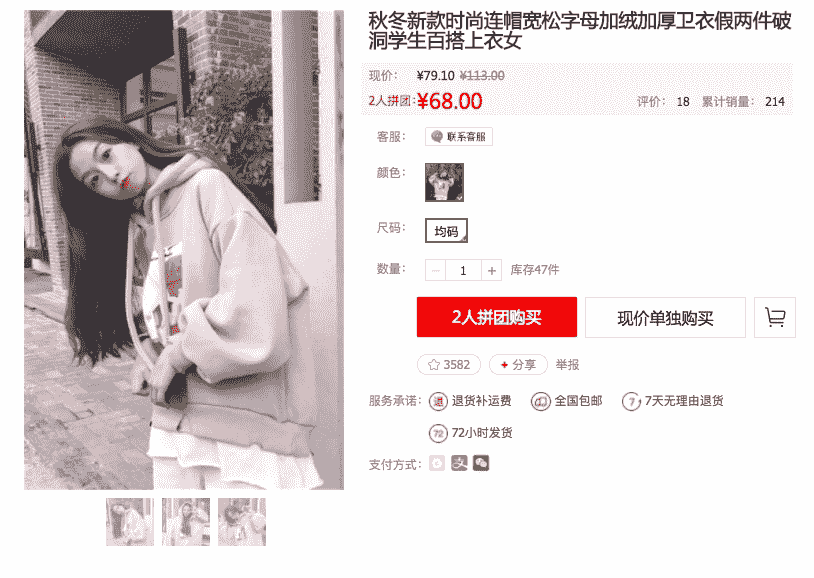 秋冬新款时尚连帽宽松字母加绒加厚卫衣假两件破
洞学生百搭上衣女
现价： ¥79.10 ¥113.00
2人拼团： ¥68.00 评价： 18 累计销量： 214
客服： 联系客服
颜色：
尺码： 均码
数量： 1 + 库存47件
2人拼团购买 现价单独购买
3582 + 分享 举报
服务承诺： 退 退货补运费 全国包邮 7 7天无理由退货
72 72小时发货
支付方式： 支